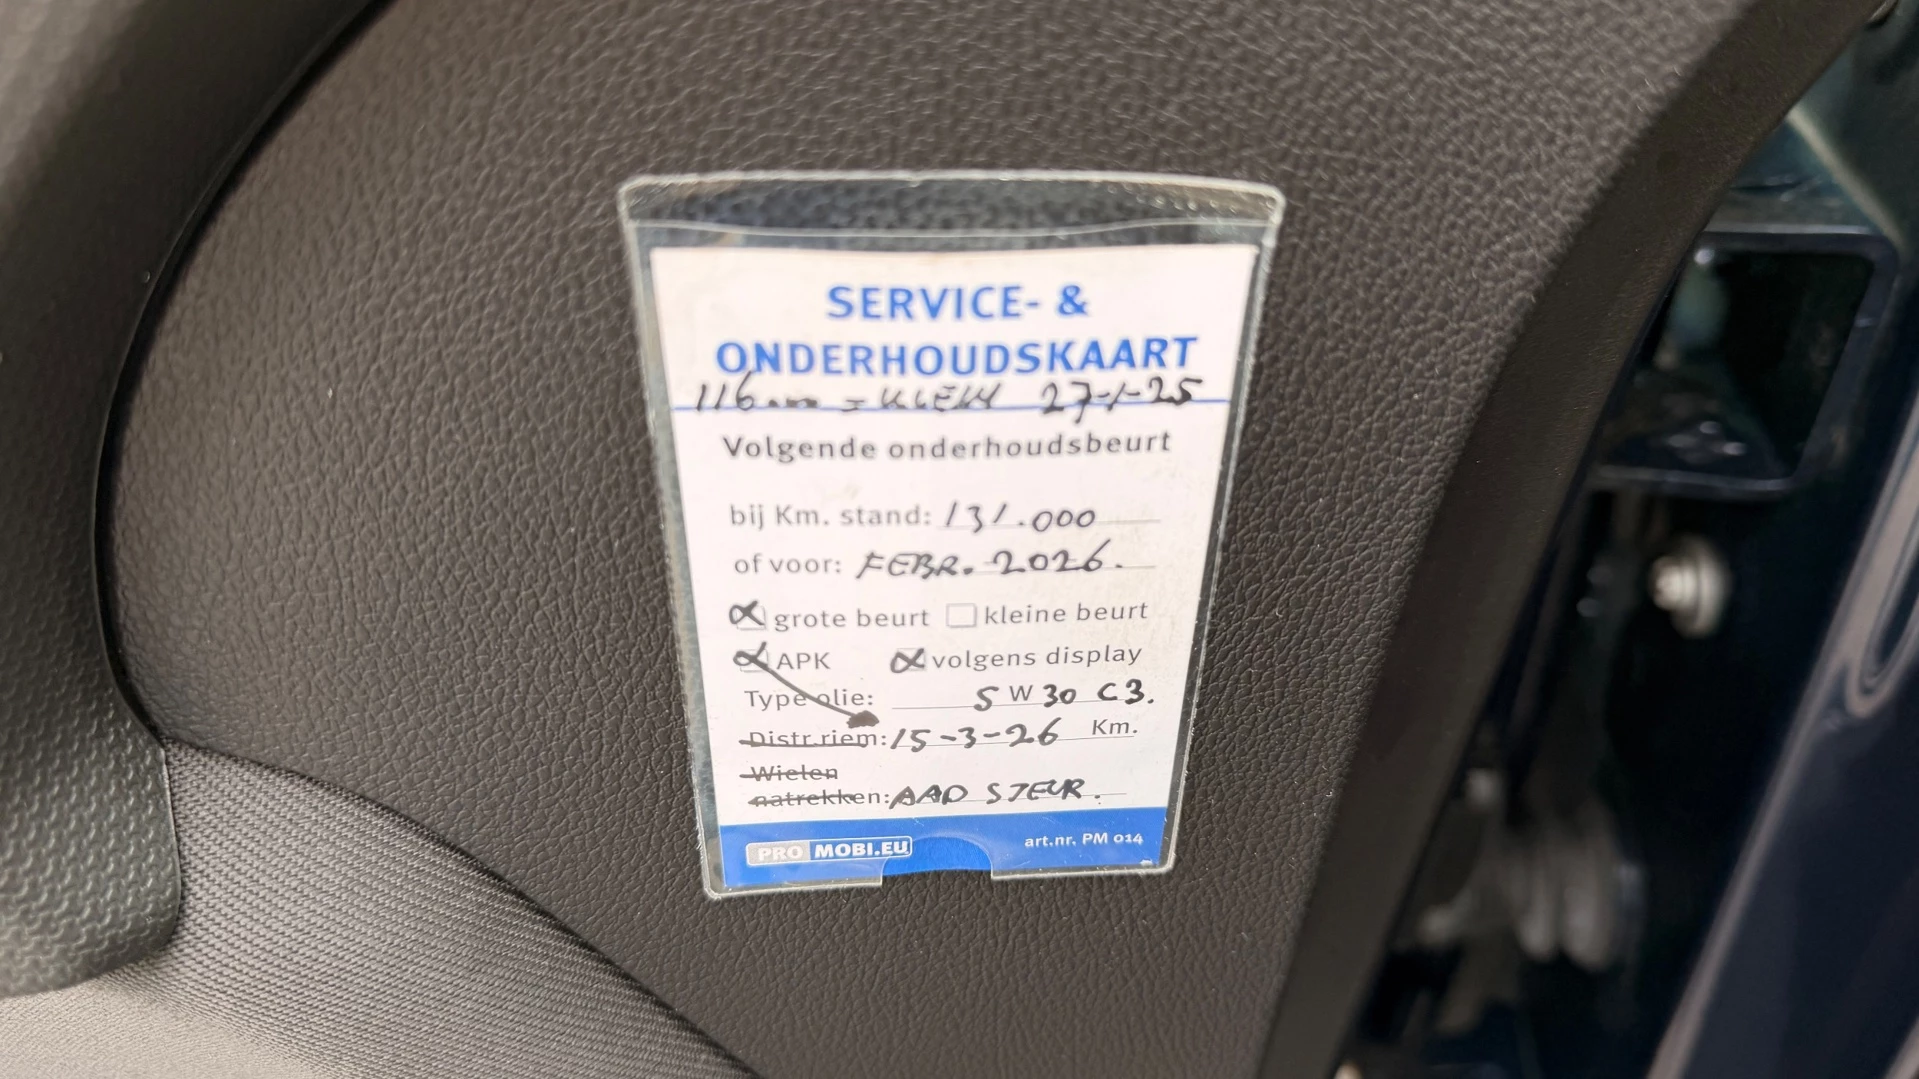 SERVICE- &
ONDERHOUDSKAART
116 = KLEIN 27-1-25
Volgende onderhoudsbeurt
bij Km. stand: 131.000
of voor: FEBR. 2026.
grote beurt kleine beurt
APK volgens display
Type olie: 5 W 30 C3.
Distr.riem: 15-3-26 Km.
Wielen
natrekken: AAD STEUR.
PRO MOBI.EU art.nr. PM 014